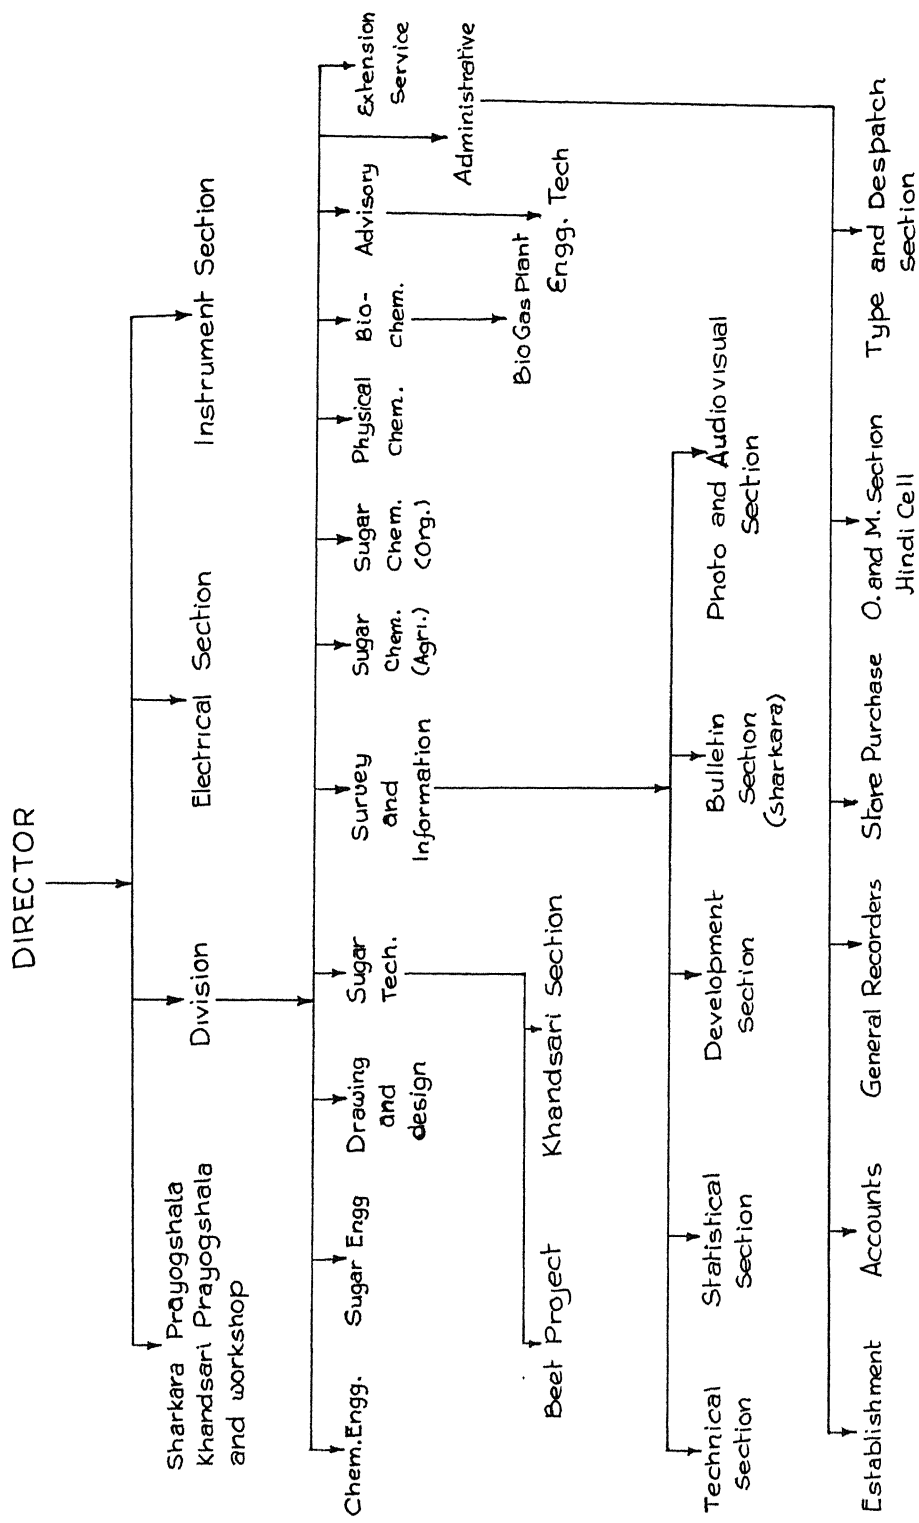 DIRECTOR
Sharkara Prayogshala
Khandsari Prayogshala
and workshop
Division
Electrical Section
Instrument Section
Chem.Engg.
Sugar Engg
Drawing
and
design
Sugar
Tech.
Survey
and
Information
Sugar
Chem.
(Agri.)
Sugar
Chem.
(Org.)
Physical
Chem.
Bio-
Chem.
Advisory
Administrative
Extension
Service
Beet Project
Khandsari Section
Bio Gas Plant
Engg. Tech
Technical
Section
Statistical
Section
Development
Section
Bulletin
Section
(Sharkara)
Photo and Audiovisual
Section
Establishment
Accounts
General Recorders
Store Purchase
O. and M. Section
Hindi Cell
Type and Despatch
Section